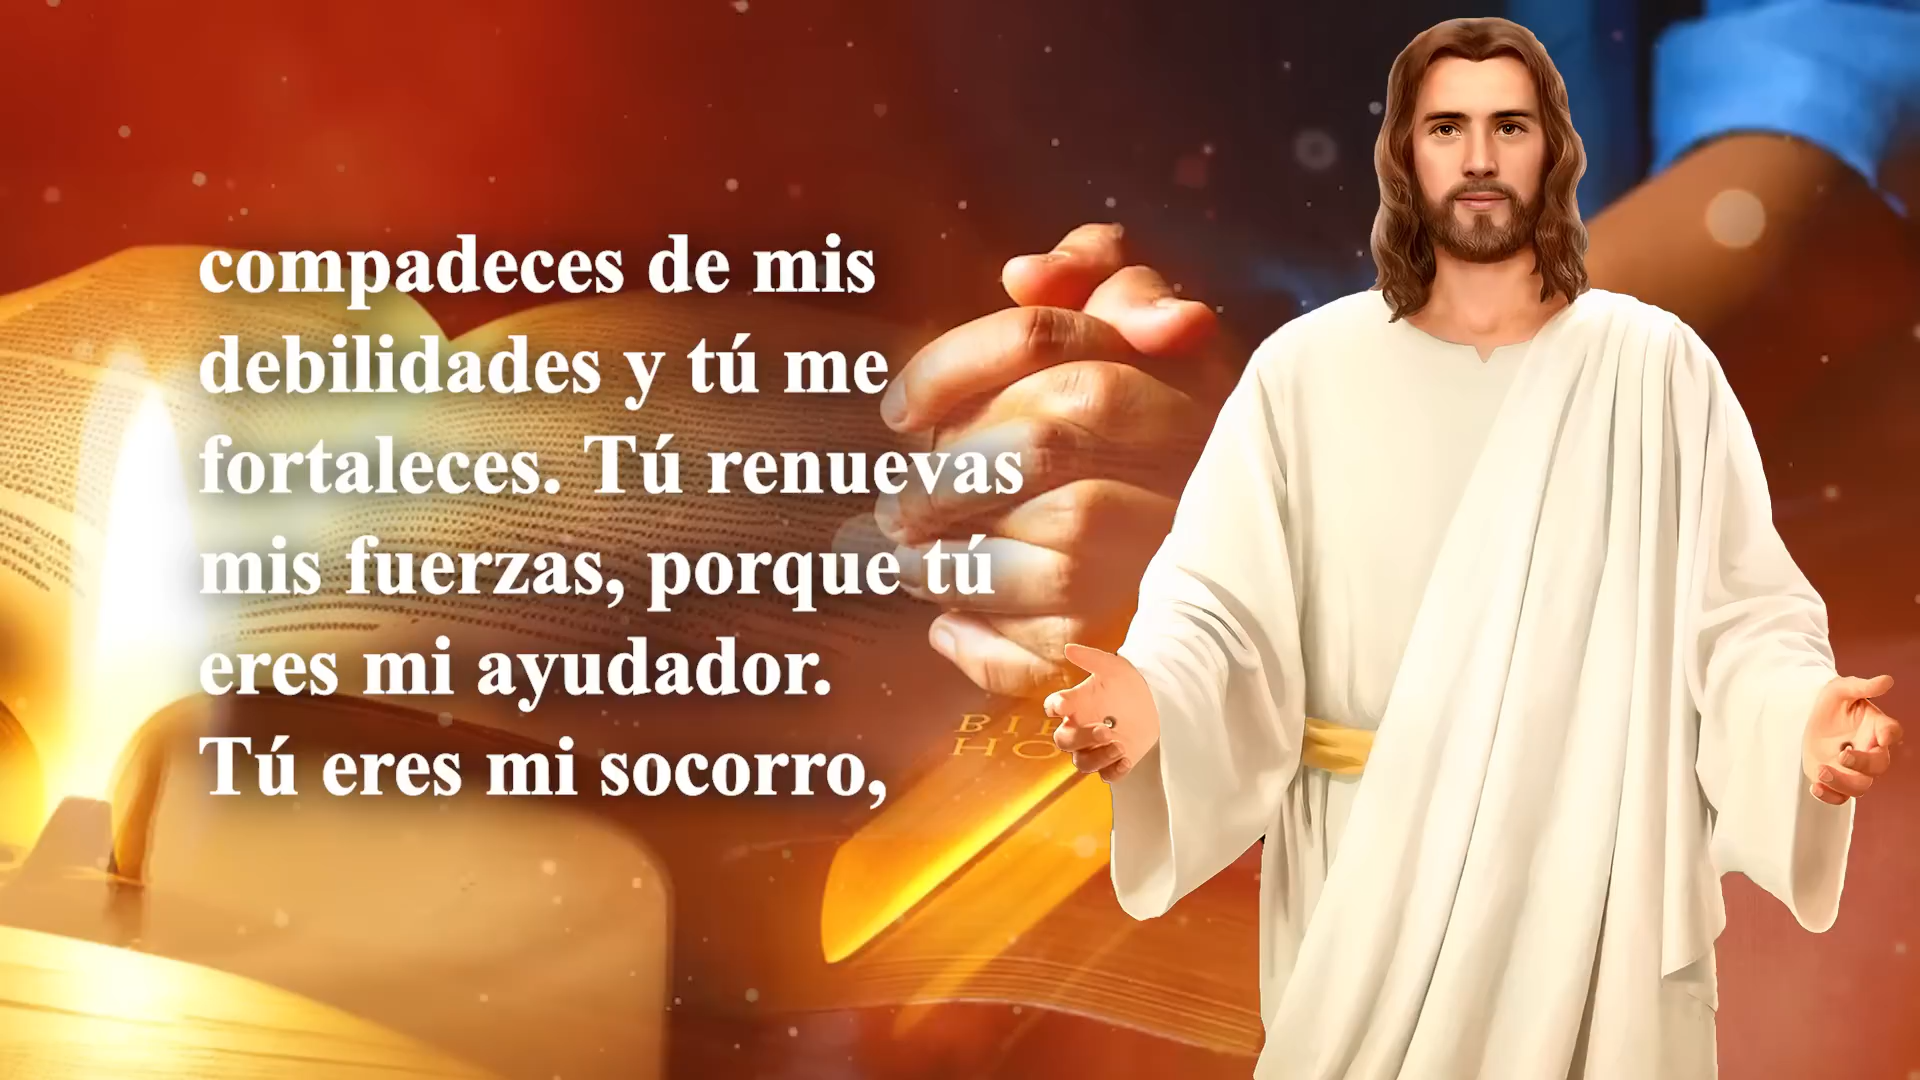 compadeces de mis
debilidades y tú me
fortaleces. Tú renuevas
mis fuerzas, porque tú
eres mi ayudador.
Tú eres mi socorro,